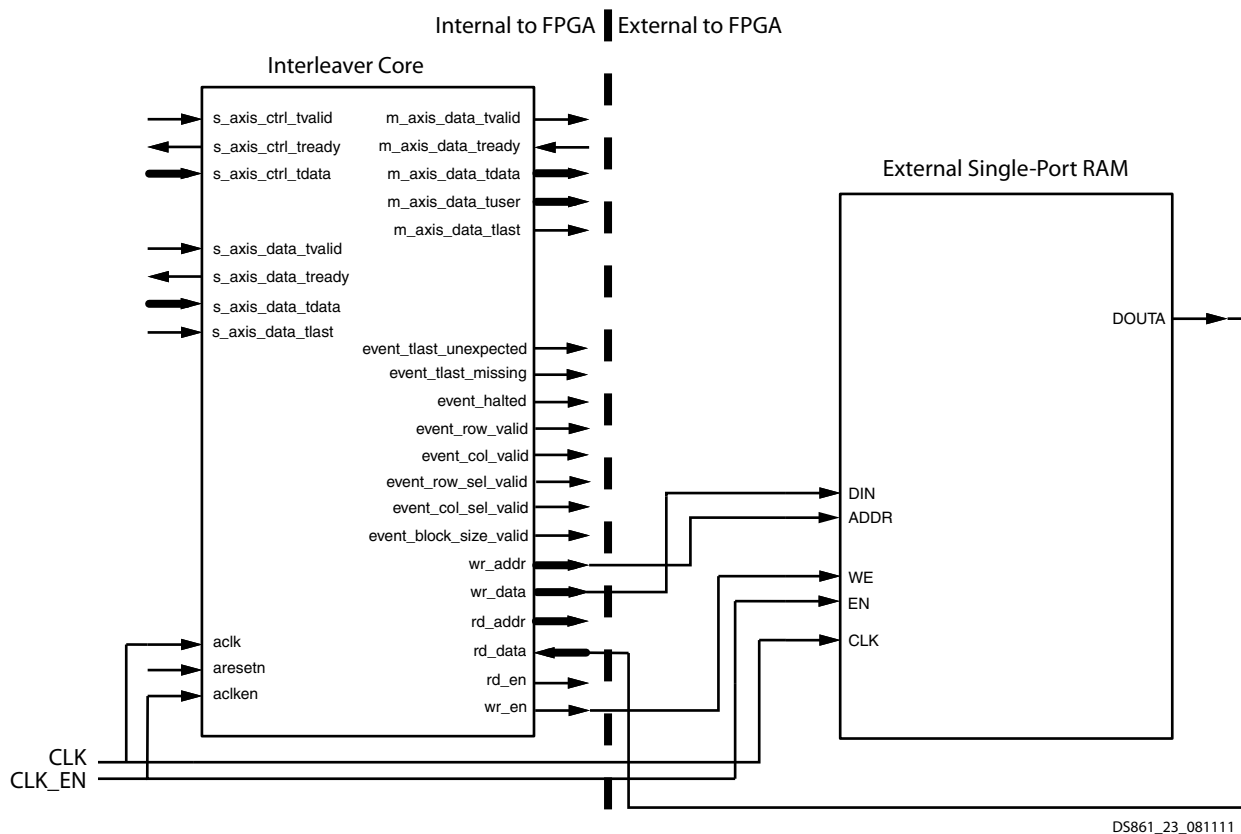 Internal to FPGA
External to FPGA
Interleaver Core
s_axis_ctrl_tvalid
s_axis_ctrl_tready
s_axis_ctrl_tdata
s_axis_data_tvalid
s_axis_data_tready
s_axis_data_tdata
s_axis_data_tlast
aclk
aresetn
aclken
m_axis_data_tvalid
m_axis_data_tready
m_axis_data_tdata
m_axis_data_tuser
m_axis_data_tlast
event_tlast_unexpected
event_tlast_missing
event_halted
event_row_valid
event_col_valid
event_row_sel_valid
event_col_sel_valid
event_block_size_valid
wr_addr
wr_data
rd_addr
rd_data
rd_en
wr_en
CLK
CLK_EN
External Single-Port RAM
DOUTA
DIN
ADDR
WE
EN
CLK
DS861_23_081111